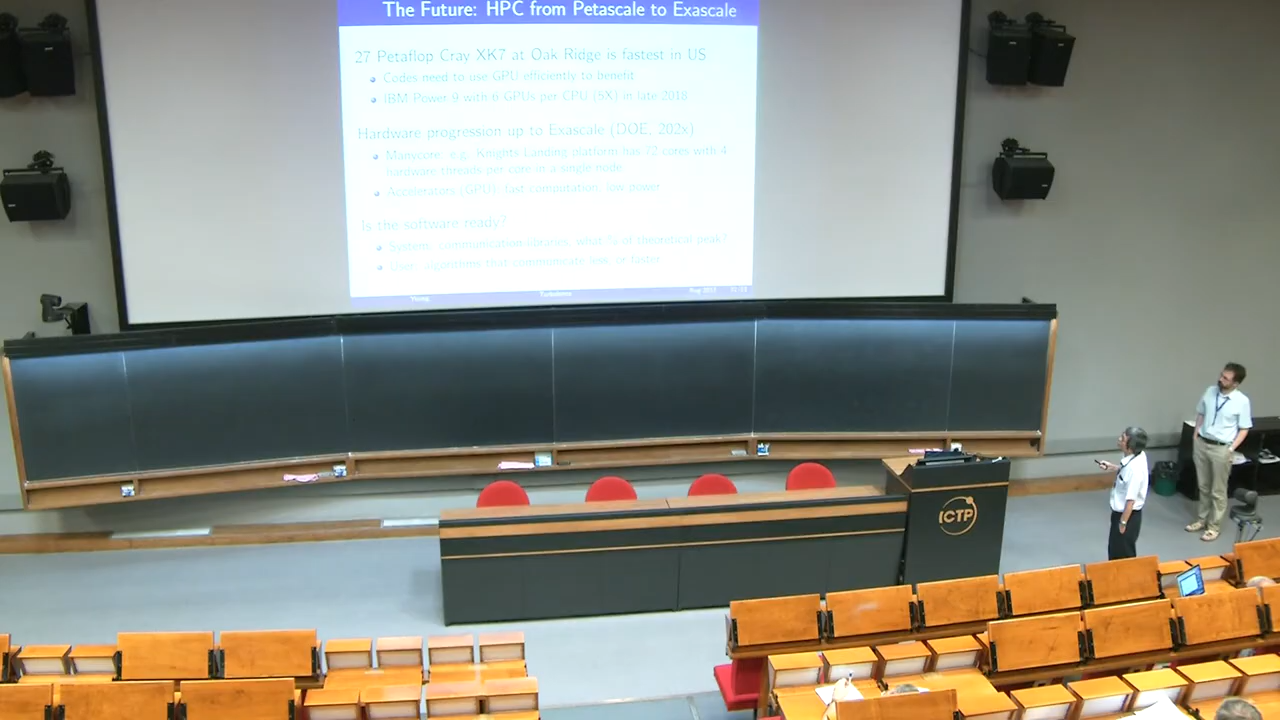 The Future: HPC from Petascale to Exascale
27 Petaflop Cray XK7 at Oak Ridge is fastest in US
Codes need to use GPU efficiently to benefit
IBM Power 9 with 6 GPUs per CPU (5X) in late 2018
Hardware progression up to Exascale (DOE, 202x)
Manycore: e.g. Knights Landing platform has 72 cores with 4
hardware threads per core in a single node
Accelerators (GPU): fast computation, low power
Is the software ready?
System: communication libraries, what % of theoretical peak?
User: algorithms that communicate less, or faster
Yeung
Turbulence
Aug 2017
ICTP